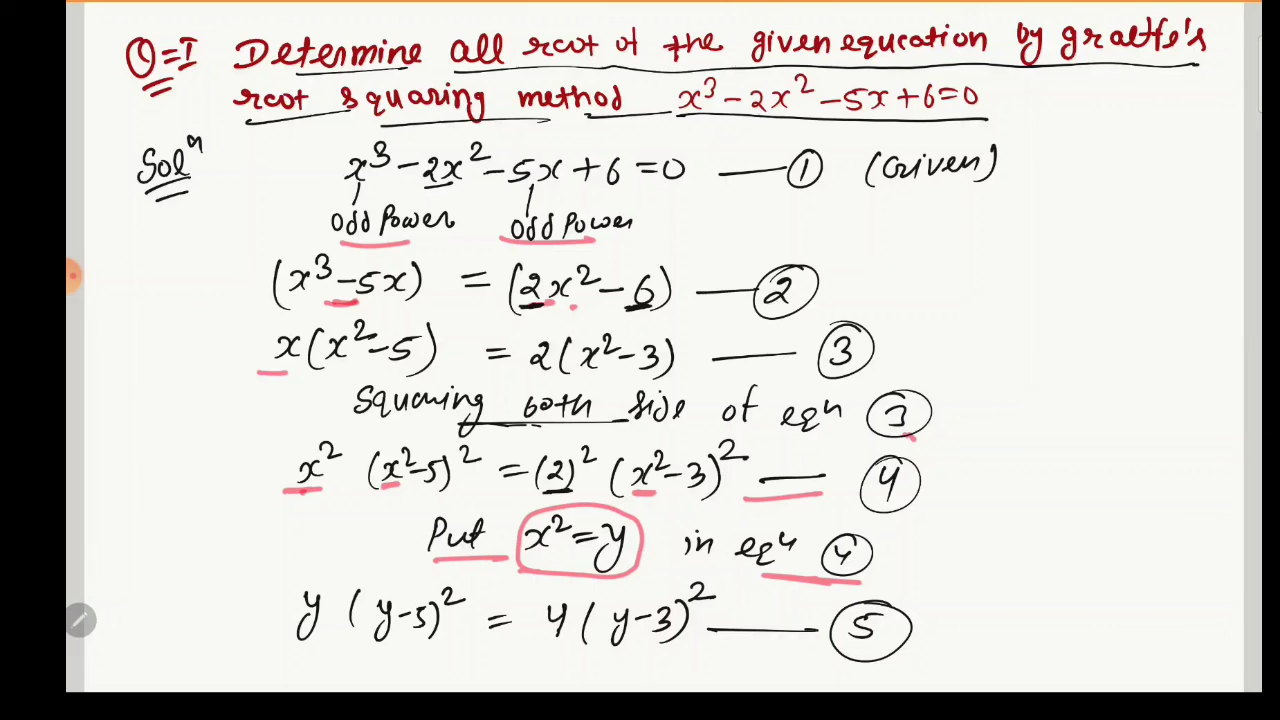 Q=I Determine all root of the given equcation by graltfe's
rcot squaring method x³-2x²-5x+6=0
Solⁿ x³-2x²-5x+6=0 —— ① (Given)
Odd Power Odd Power
(x³-5x) = (2x²-6) —— ②
x(x²-5) = 2(x²-3) —— ③
Squaring both side of eqⁿ ③
x² (x²-5)² = (2)² (x²-3)² —— ④
Put x²=y in eqⁿ ④
y (y-5)² = 4(y-3)² —— ⑤